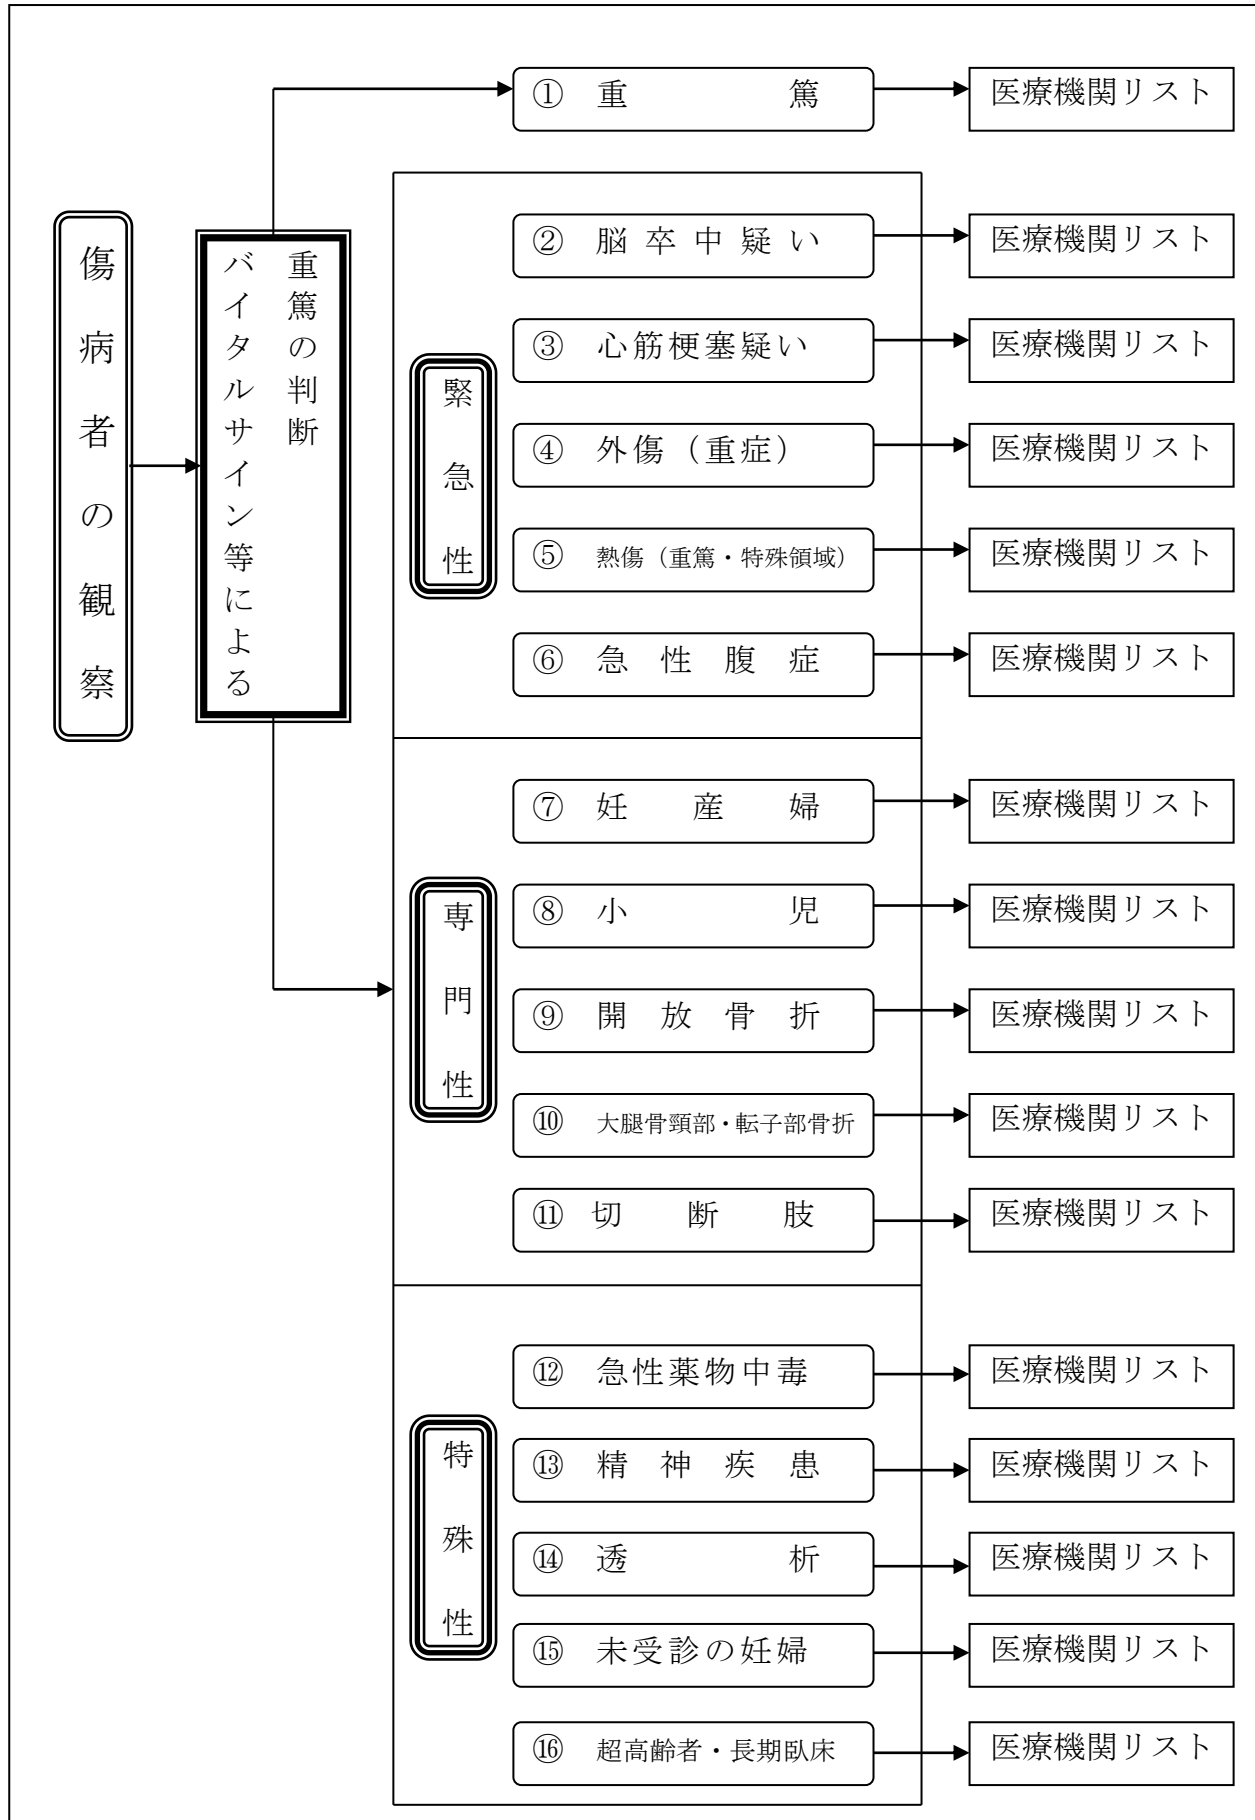 傷病者の観察
バイタルサイン等による
重篤の判断
① 重篤
医療機関リスト
緊急性
② 脳卒中疑い
医療機関リスト
③ 心筋梗塞疑い
医療機関リスト
④ 外傷（重症）
医療機関リスト
⑤ 熱傷（重篤・特殊領域）
医療機関リスト
⑥ 急性腹症
医療機関リスト
専門性
⑦ 妊産婦
医療機関リスト
⑧ 小児
医療機関リスト
⑨ 開放骨折
医療機関リスト
⑩ 大腿骨頸部・転子部骨折
医療機関リスト
⑪ 切断肢
医療機関リスト
特殊性
⑫ 急性薬物中毒
医療機関リスト
⑬ 精神疾患
医療機関リスト
⑭ 透析
医療機関リスト
⑮ 未受診の妊婦
医療機関リスト
⑯ 超高齢者・長期臥床
医療機関リスト